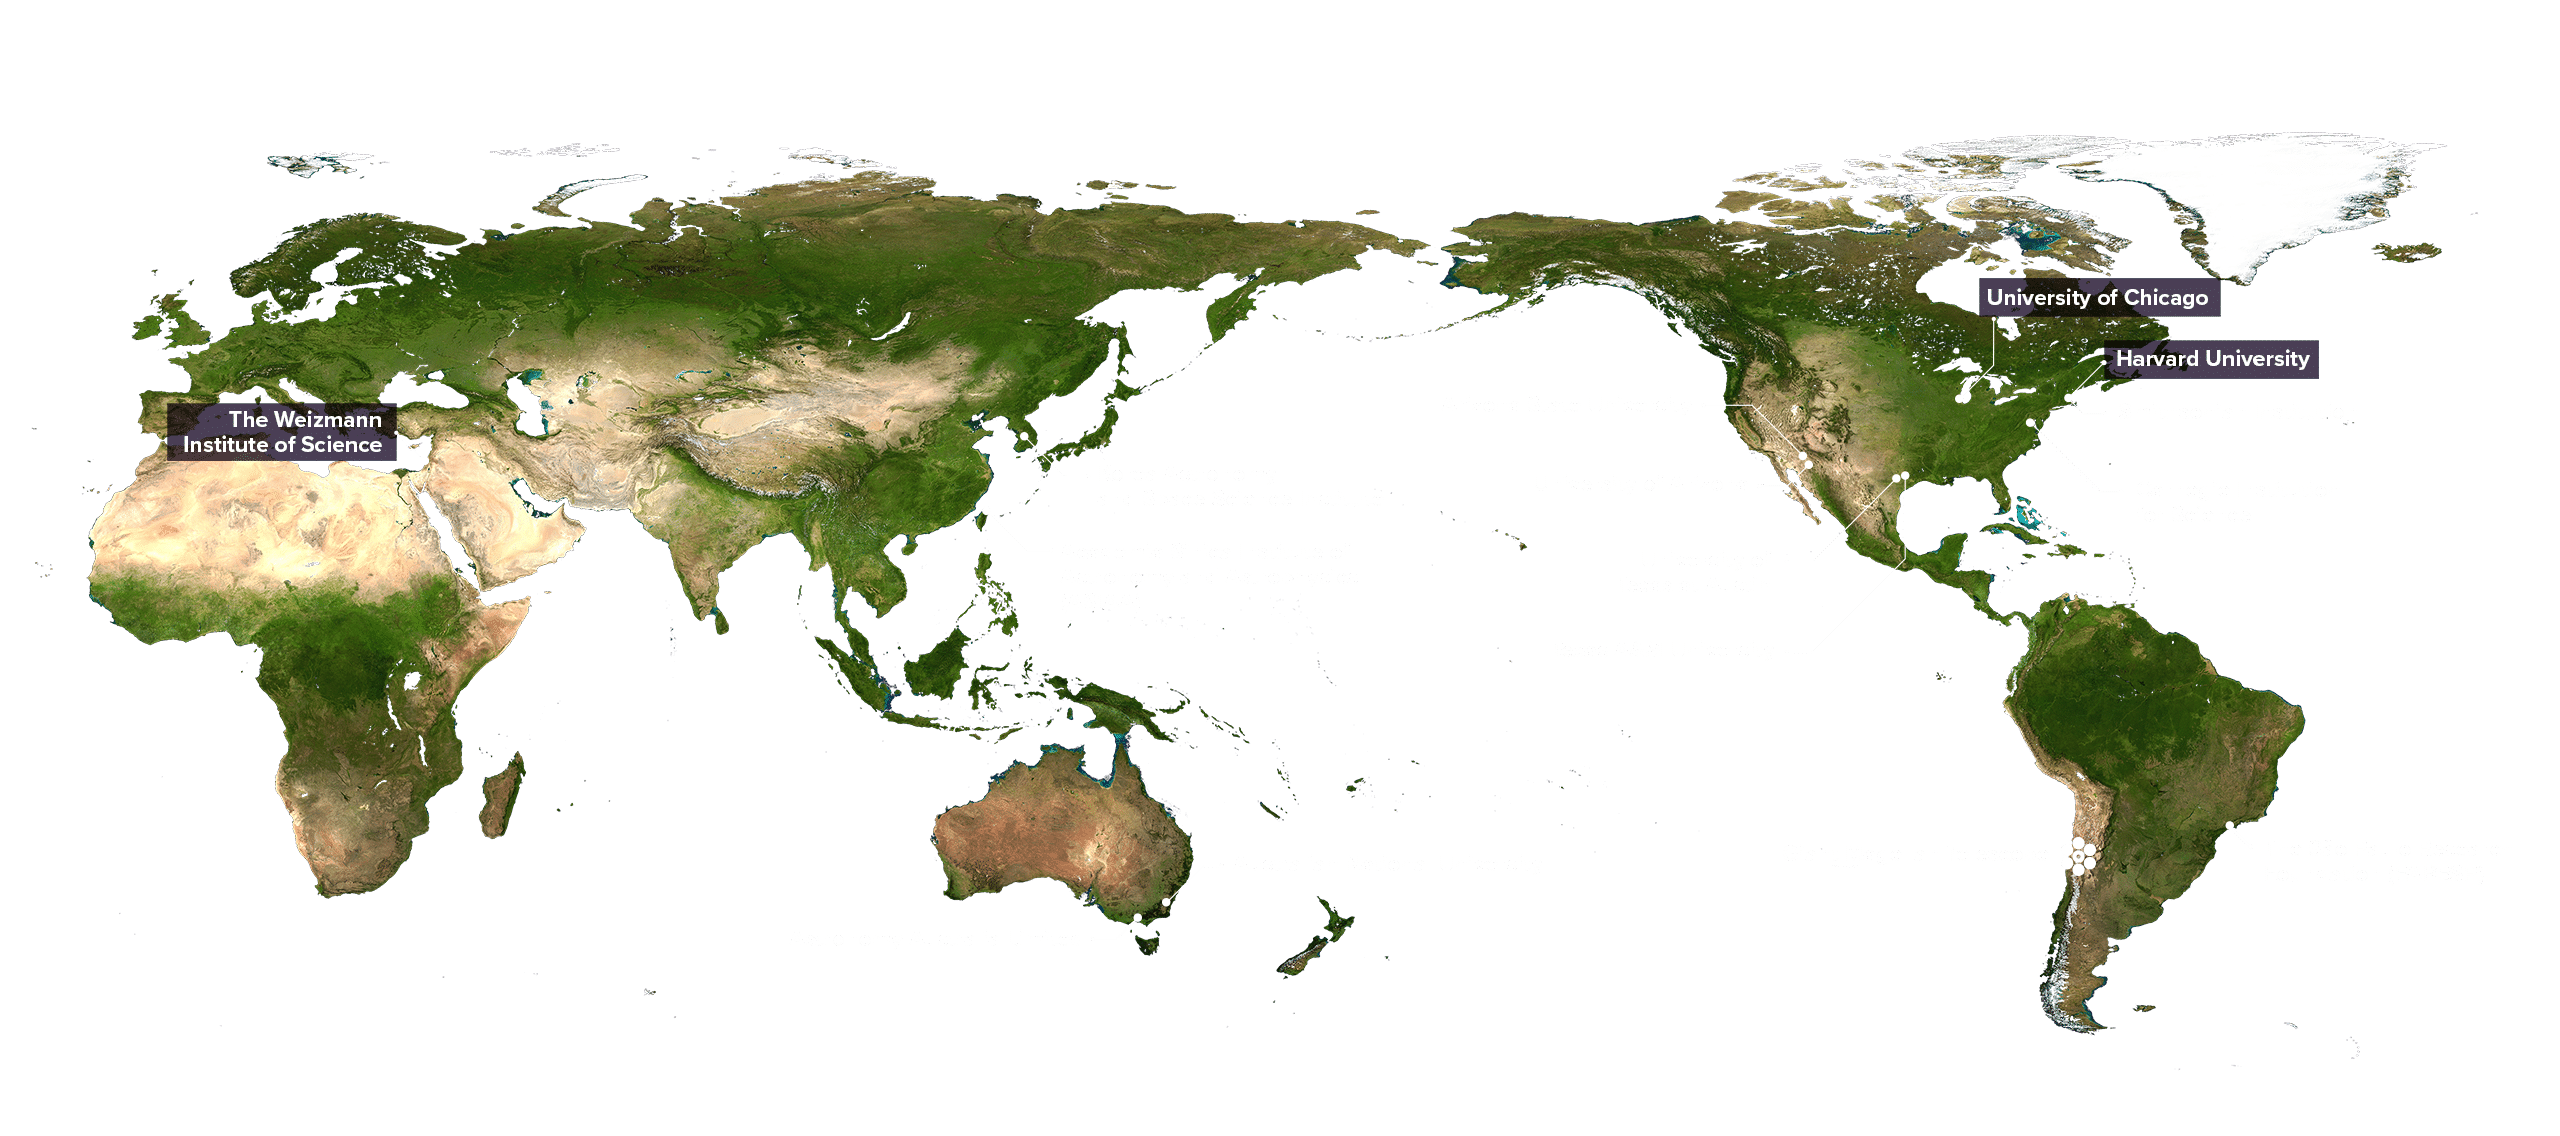 University of Chicago
Harvard University
The Weizmann
Institute of Science